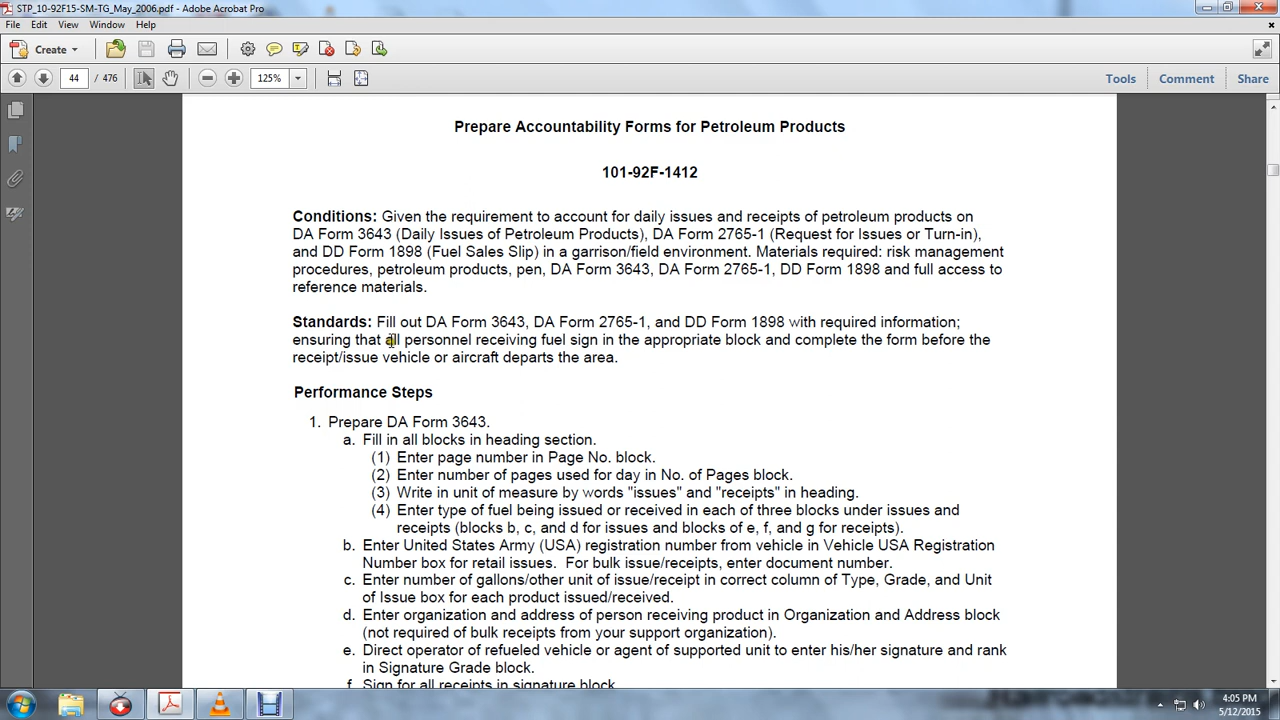 STP_10-92F15-SM-TG_May_2006.pdf - Adobe Acrobat Pro
File Edit View Window Help
Create
44 / 476 125% Tools Comment Share
Prepare Accountability Forms for Petroleum Products
101-92F-1412
Conditions: Given the requirement to account for daily issues and receipts of petroleum products on
DA Form 3643 (Daily Issues of Petroleum Products), DA Form 2765-1 (Request for Issues or Turn-in),
and DD Form 1898 (Fuel Sales Slip) in a garrison/field environment. Materials required: risk management
procedures, petroleum products, pen, DA Form 3643, DA Form 2765-1, DD Form 1898 and full access to
reference materials.
Standards: Fill out DA Form 3643, DA Form 2765-1, and DD Form 1898 with required information;
ensuring that all personnel receiving fuel sign in the appropriate block and complete the form before the
receipt/issue vehicle or aircraft departs the area.
Performance Steps
1. Prepare DA Form 3643.
a. Fill in all blocks in heading section.
(1) Enter page number in Page No. block.
(2) Enter number of pages used for day in No. of Pages block.
(3) Write in unit of measure by words "issues" and "receipts" in heading.
(4) Enter type of fuel being issued or received in each of three blocks under issues and
receipts (blocks b, c, and d for issues and blocks of e, f, and g for receipts).
b. Enter United States Army (USA) registration number from vehicle in Vehicle USA Registration
Number box for retail issues. For bulk issue/receipts, enter document number.
c. Enter number of gallons/other unit of issue/receipt in correct column of Type, Grade, and Unit
of Issue box for each product issued/received.
d. Enter organization and address of person receiving product in Organization and Address block
(not required of bulk receipts from your support organization).
e. Direct operator of refueled vehicle or agent of supported unit to enter his/her signature and rank
in Signature Grade block.
f. Sign for all receipts in signature block.
4:05 PM
5/12/2015